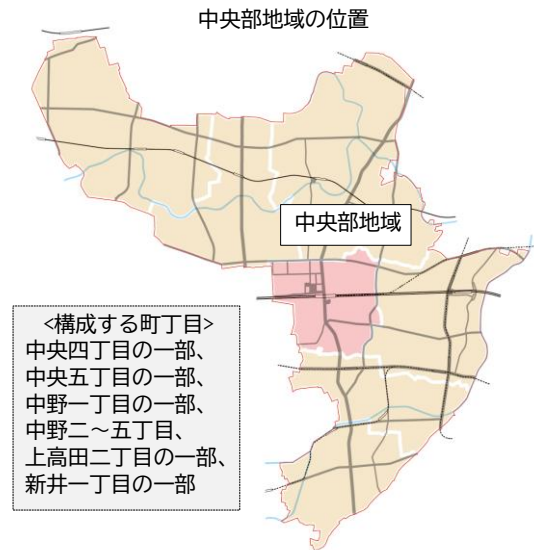 中央部地域の位置
中央部地域
<構成する町丁目>
中央四丁目の一部、
中央五丁目の一部、
中野一丁目の一部、
中野二～五丁目、
上高田二丁目の一部、
新井一丁目の一部